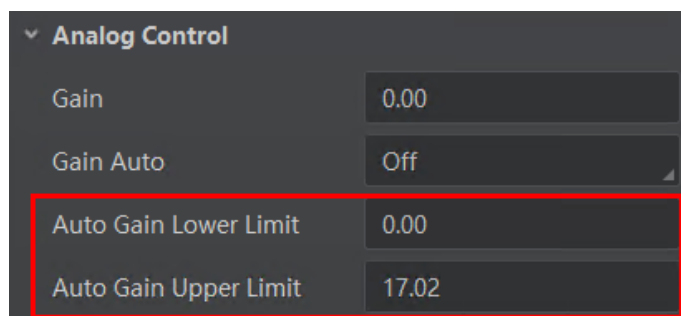 Analog Control
Gain 0.00
Gain Auto Off
Auto Gain Lower Limit 0.00
Auto Gain Upper Limit 17.02